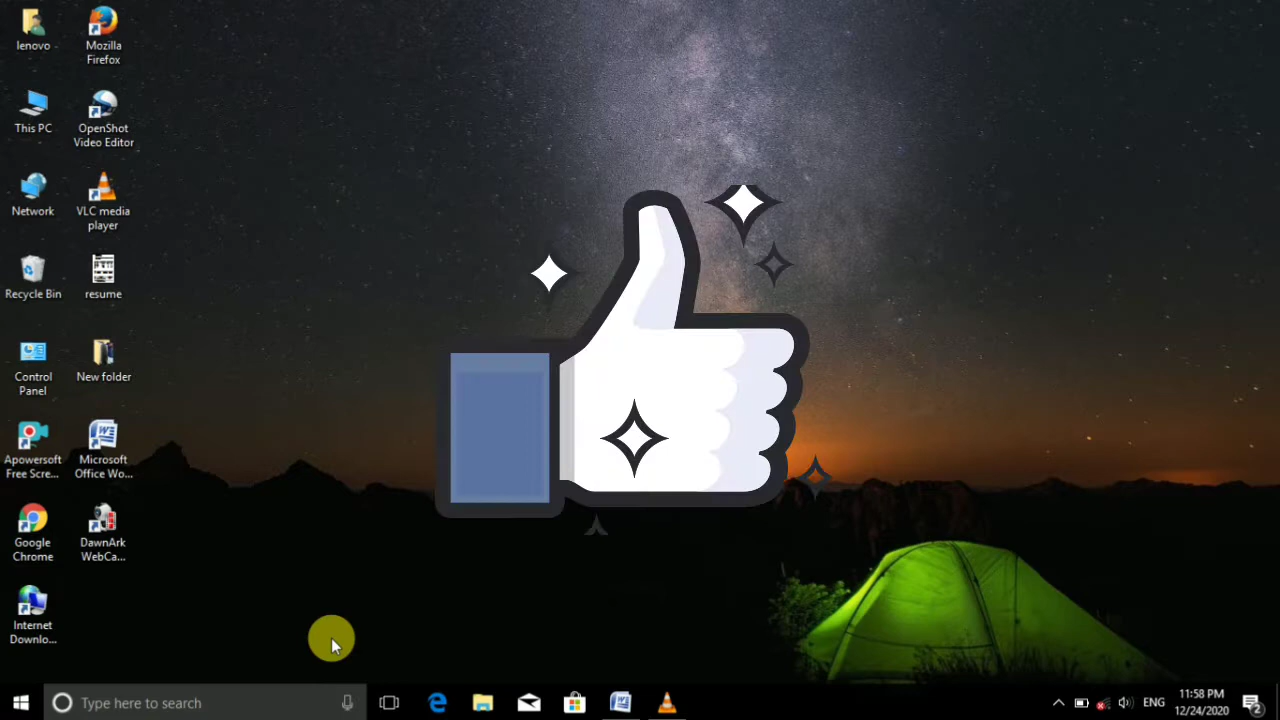 lenovo
Mozilla
Firefox
This PC
OpenShot
Video Editor
Network
VLC media
player
Recycle Bin
resume
Control
Panel
New folder
Apowersoft
Free Scre...
Microsoft
Office Wo...
Google
Chrome
DawnArk
WebCa...
Internet
Downlo...
Type here to search
ENG
11:58 PM
12/24/2020
2